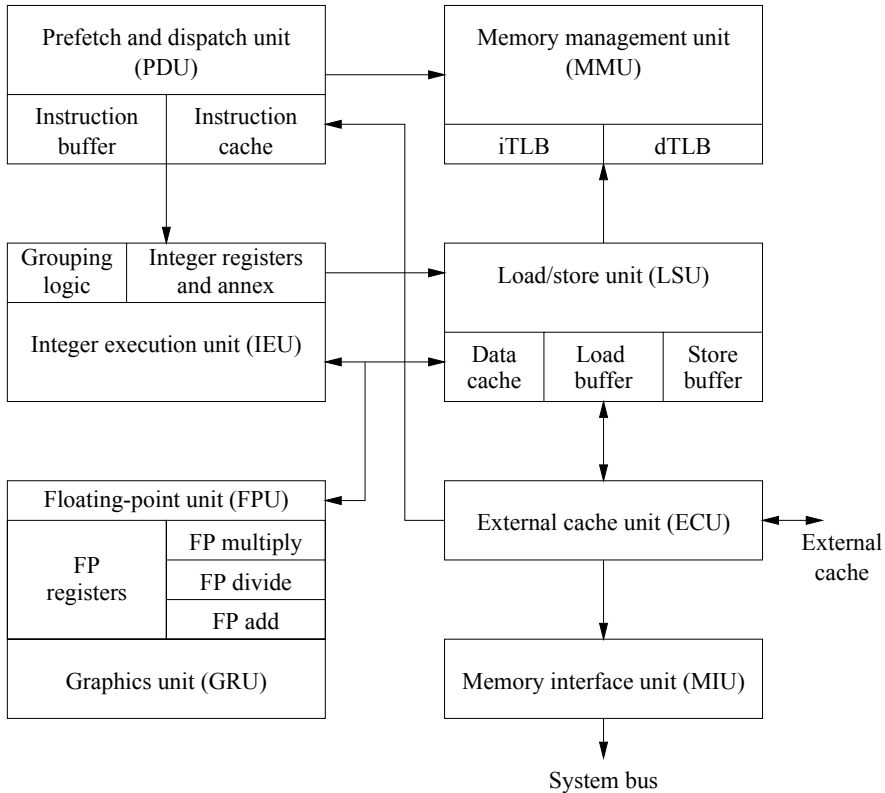 Prefetch and dispatch unit
(PDU)
Instruction
buffer
Instruction
cache
Memory management unit
(MMU)
iTLB
dTLB
Grouping
logic
Integer registers
and annex
Integer execution unit (IEU)
Load/store unit (LSU)
Data
cache
Load
buffer
Store
buffer
Floating-point unit (FPU)
FP
registers
FP multiply
FP divide
FP add
Graphics unit (GRU)
External cache unit (ECU)
External
cache
Memory interface unit (MIU)
System bus